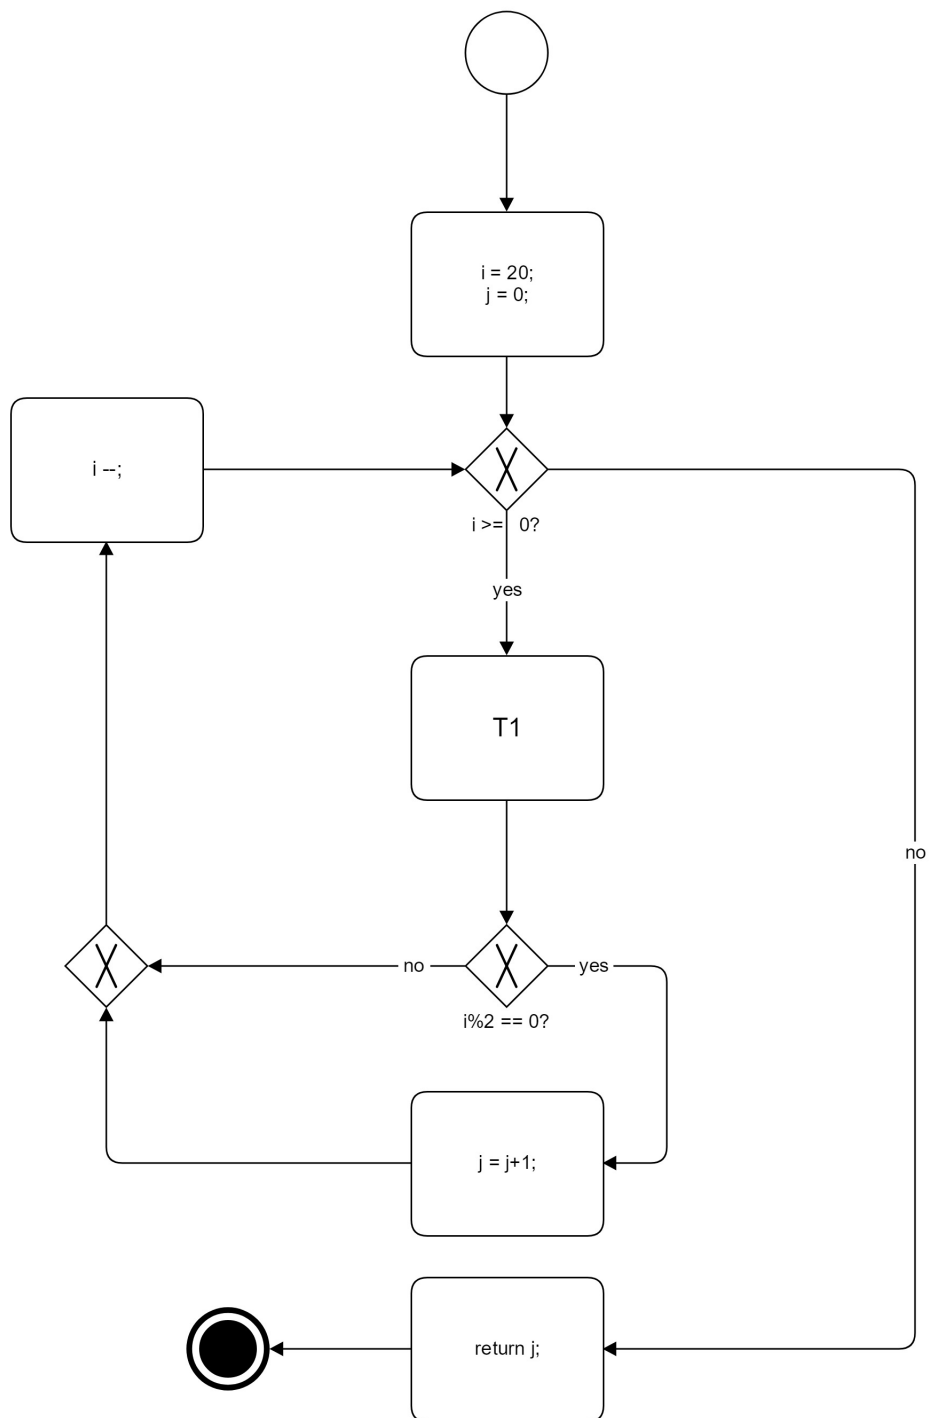 i = 20;
j = 0;
i --;
i >= 0?
yes
T1
no
no
yes
i%2 == 0?
j = j+1;
return j;